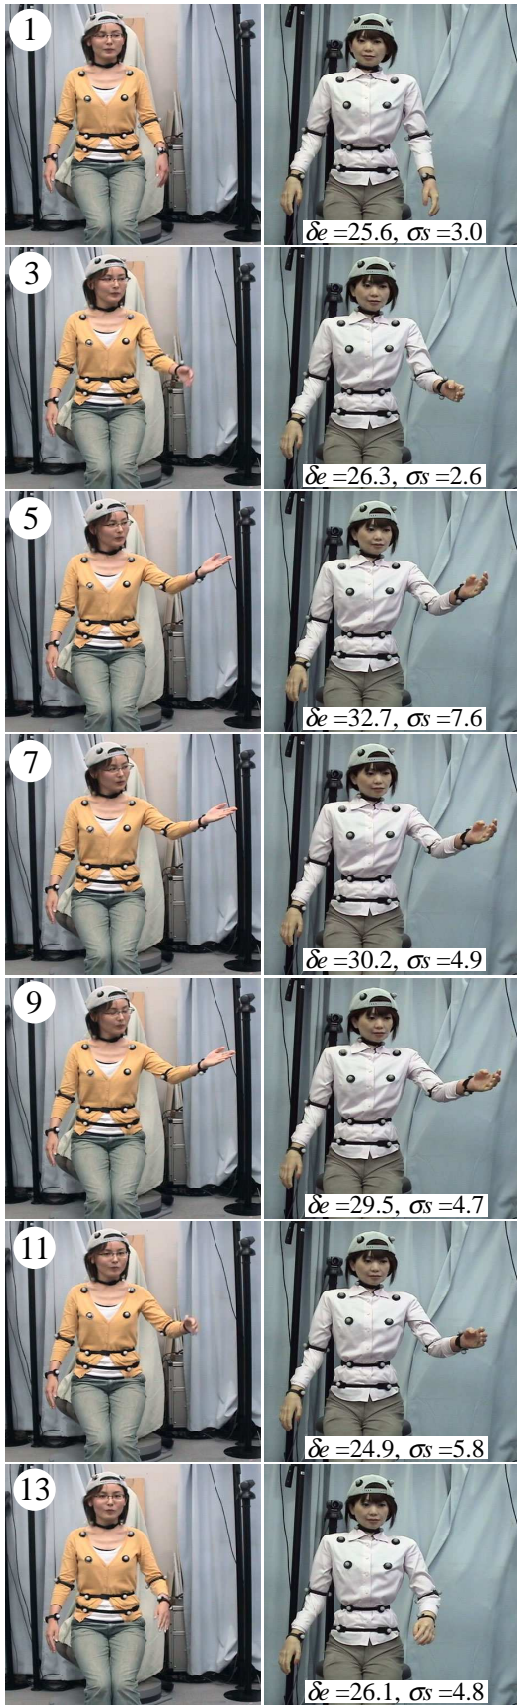 1
δe =25.6, σs =3.0
3
δe =26.3, σs =2.6
5
δe =32.7, σs =7.6
7
δe =30.2, σs =4.9
9
δe =29.5, σs =4.7
11
δe =24.9, σs =5.8
13
δe =26.1, σs =4.8